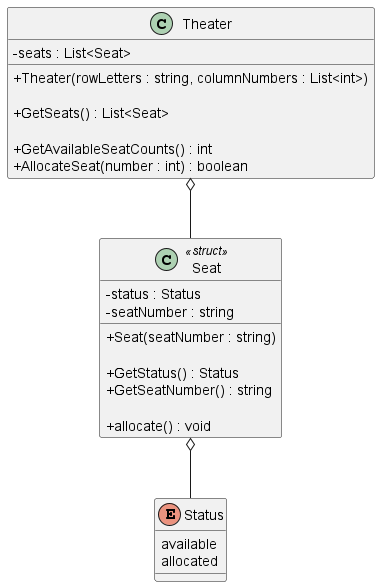 C Theater
-seats : List<Seat>
+Theater(rowLetters : string, columnNumbers : List<int>)
+GetSeats() : List<Seat>
+GetAvailableSeatCounts() : int
+AllocateSeat(number : int) : boolean
C «struct»
Seat
-status : Status
-seatNumber : string
+Seat(seatNumber : string)
+GetStatus() : Status
+GetSeatNumber() : string
+allocate() : void
E Status
available
allocated